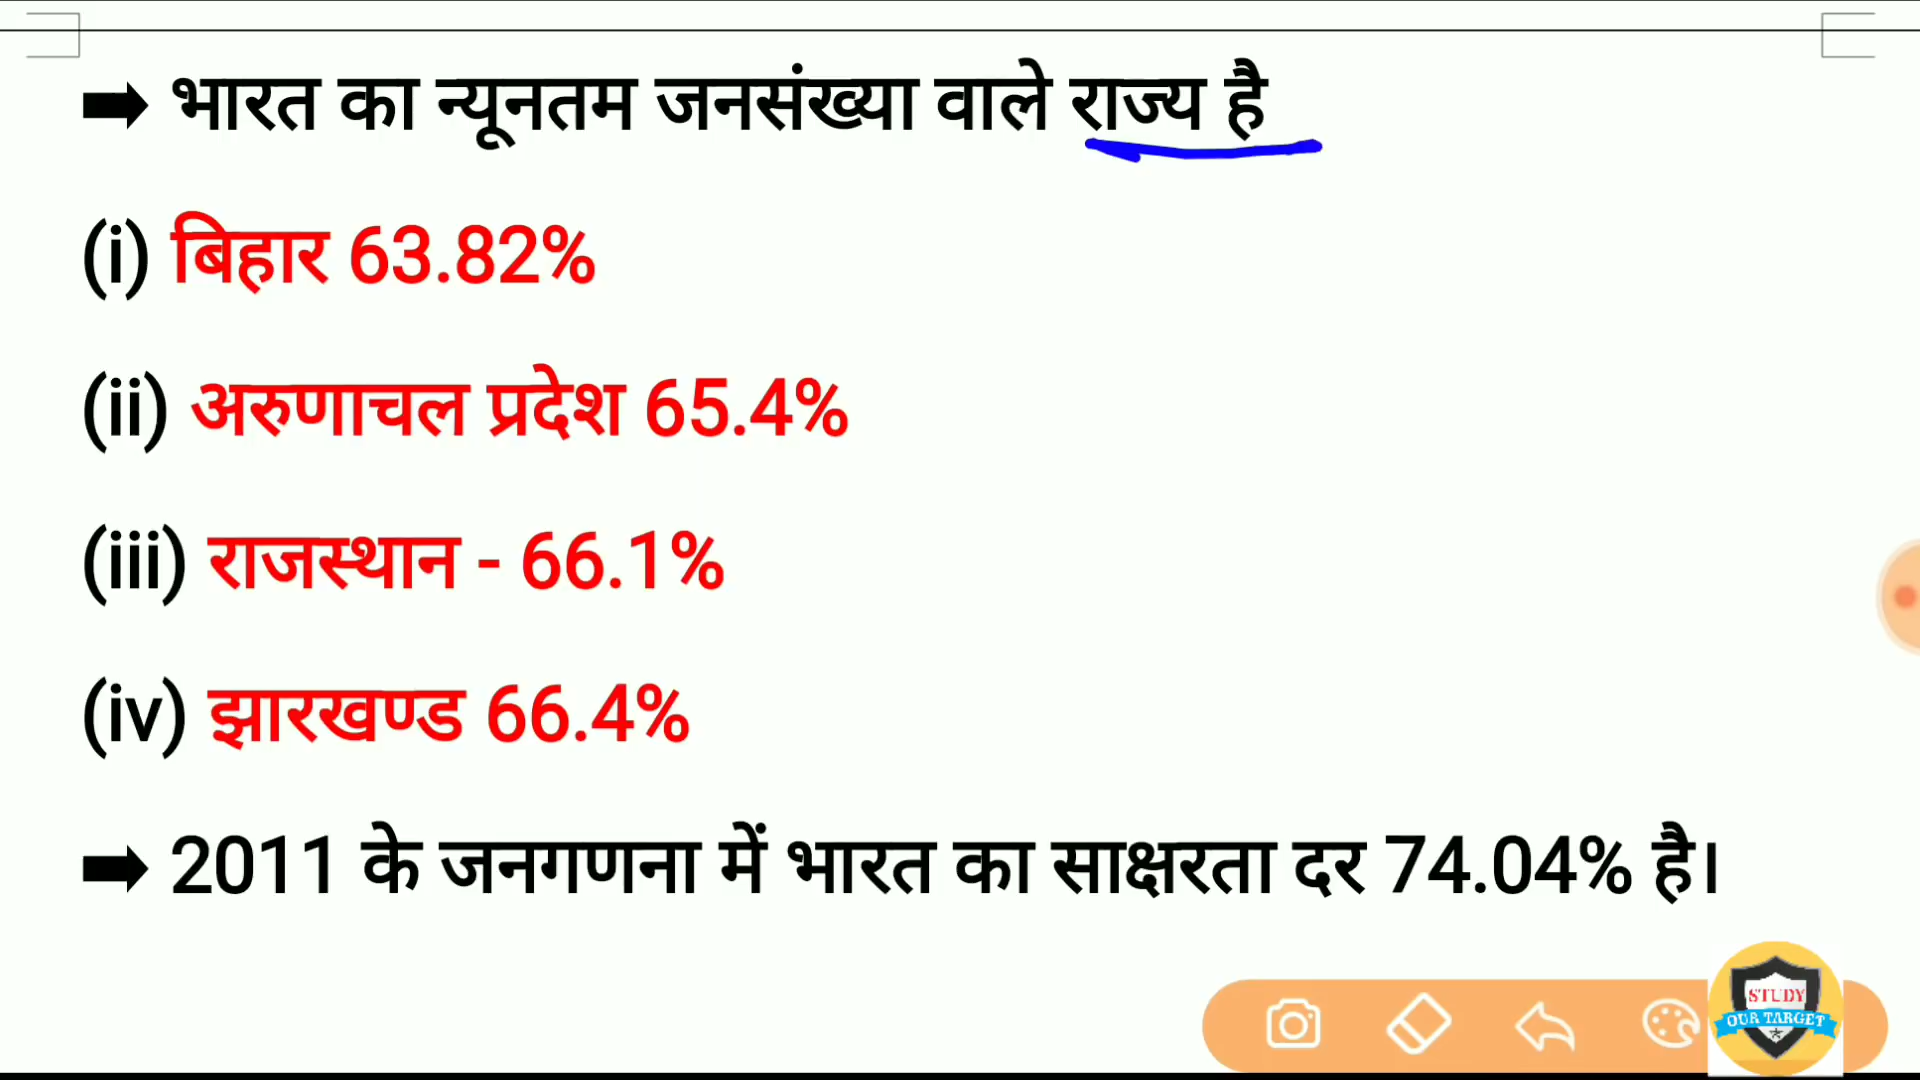 ➡ भारत का न्यूनतम जनसंख्या वाले राज्य है
(i) बिहार 63.82%
(ii) अरुणाचल प्रदेश 65.4%
(iii) राजस्थान - 66.1%
(iv) झारखण्ड 66.4%
➡ 2011 के जनगणना में भारत का साक्षरता दर 74.04% है।
STUDY
OUR TARGET